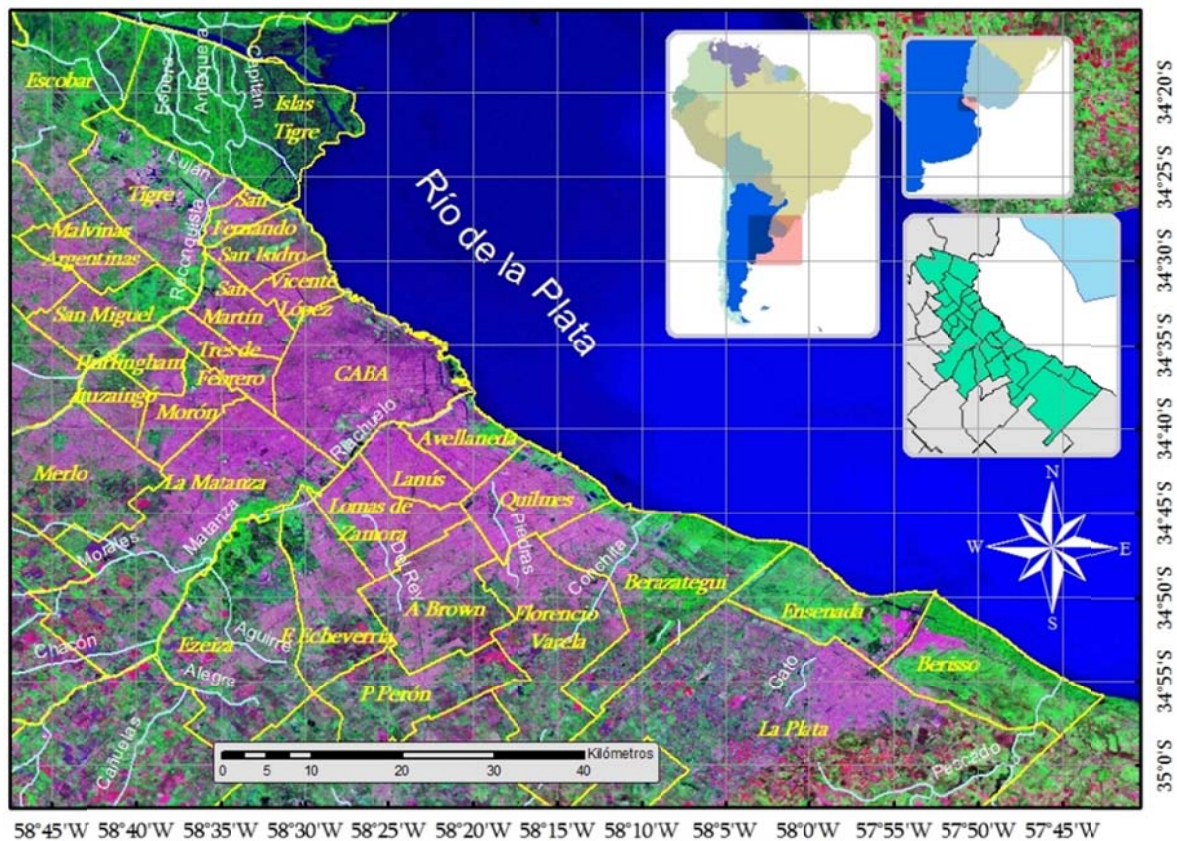 Escobar
Espera
Antequera
Capitán
Islas
Tigre
Luján
Tigre
San
Fernando
Reconquista
Malvinas
Argentinas
San Isidro
Vicente
López
San
Martín
San Miguel
Hurlingham
Tres de
Febrero
CABA
Ituzaingó
Morón
Río de la Plata
Riachuelo
Avellaneda
Merlo
La Matanza
Lanús
Quilmes
Lomas de
Zamora
Matanza
Morales
Piedras
Del Rey
Conchita
Berazategui
A Brown
Florencio
Varela
Ensenada
Ezeiza
Aguirre
E Echeverría
Chacón
Alegre
Berisso
P Perón
Gato
La Plata
Cañuelas
Pescado
N
W
E
S
Kilómetros
0 5 10 20 30 40
34°20'S
34°25'S
34°30'S
34°35'S
34°40'S
34°45'S
34°50'S
34°55'S
35°0'S
58°45'W 58°40'W 58°35'W 58°30'W 58°25'W 58°20'W 58°15'W 58°10'W 58°5'W 58°0'W 57°55'W 57°50'W 57°45'W